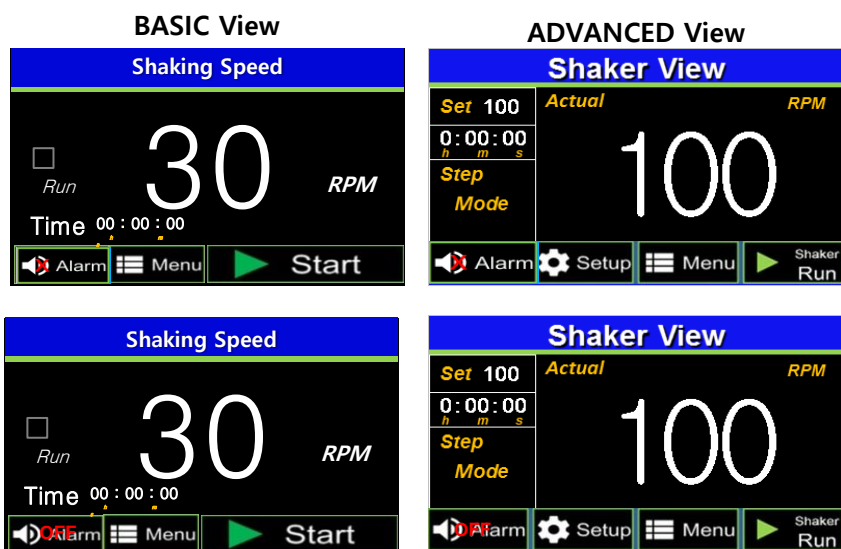 BASIC View
ADVANCED View
Shaking Speed
30
Run
RPM
Time 00 : 00 : 00
Alarm Menu Start
Shaker View
Set 100 Actual RPM
0:00:00
h m s
100
Step
Mode
Alarm Setup Menu Shaker
Run
Shaking Speed
30
Run
RPM
Time 00 : 00 : 00
OFF Alarm Menu Start
Shaker View
Set 100 Actual RPM
0:00:00
h m s
100
Step
Mode
OFF Alarm Setup Menu Shaker
Run